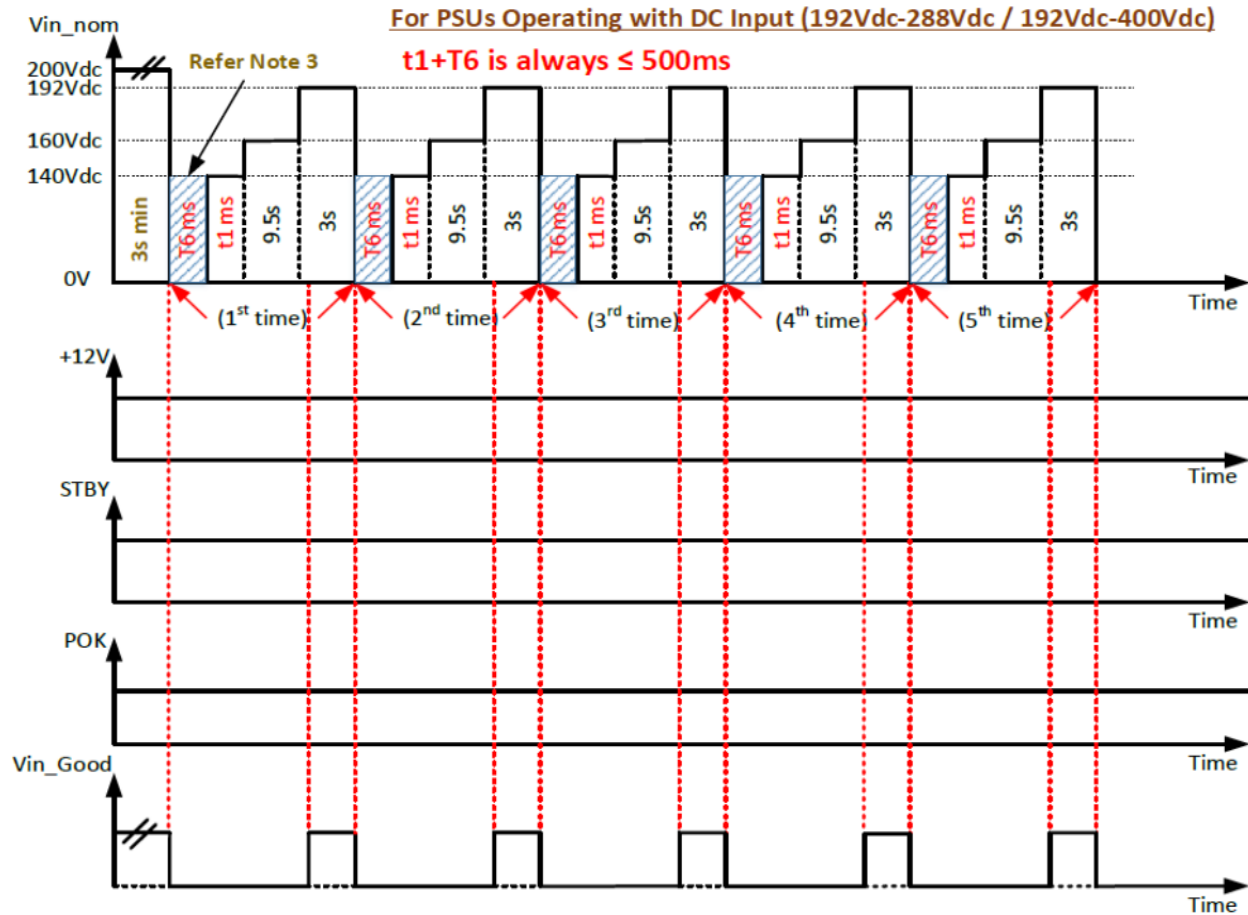 For PSUs Operating with DC Input (192Vdc-288Vdc / 192Vdc-400Vdc)
Vin_nom
t1+T6 is always ≤ 500ms
Refer Note 3
200Vdc
192Vdc
160Vdc
140Vdc
3s min
T6 ms
t1 ms
9.5s
3s
T6 ms
t1 ms
9.5s
3s
T6 ms
t1 ms
9.5s
3s
T6 ms
t1 ms
9.5s
3s
T6 ms
t1 ms
9.5s
3s
0V
Time
(1st time)
(2nd time)
(3rd time)
(4th time)
(5th time)
+12V
Time
STBY
Time
POK
Time
Vin_Good
Time